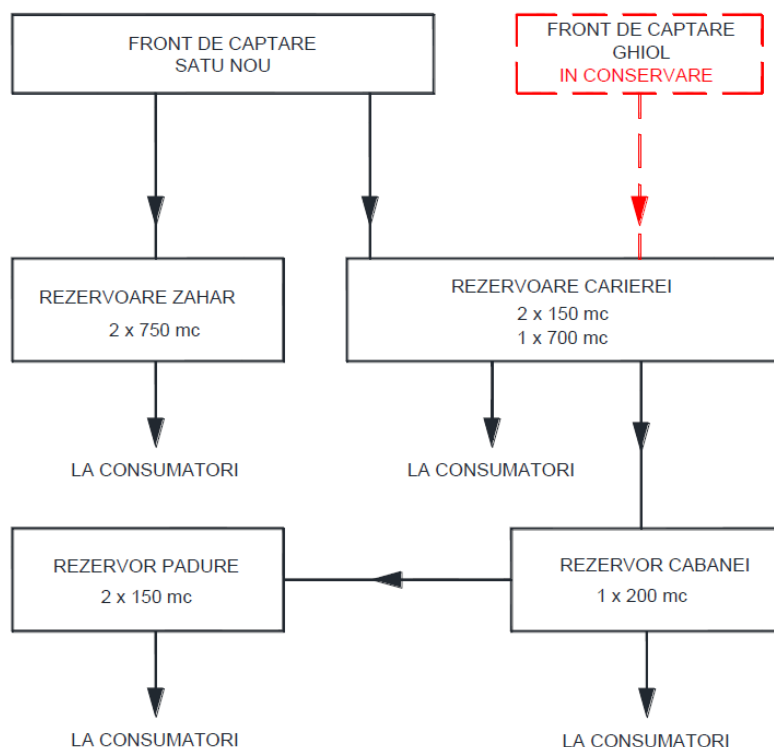 FRONT DE CAPTARE
SATU NOU
FRONT DE CAPTARE
GHIOL
IN CONSERVARE
REZERVOARE ZAHAR
2 x 750 mc
REZERVOARE CARIEREI
2 x 150 mc
1 x 700 mc
LA CONSUMATORI
LA CONSUMATORI
REZERVOR PADURE
2 x 150 mc
REZERVOR CABANEI
1 x 200 mc
LA CONSUMATORI
LA CONSUMATORI